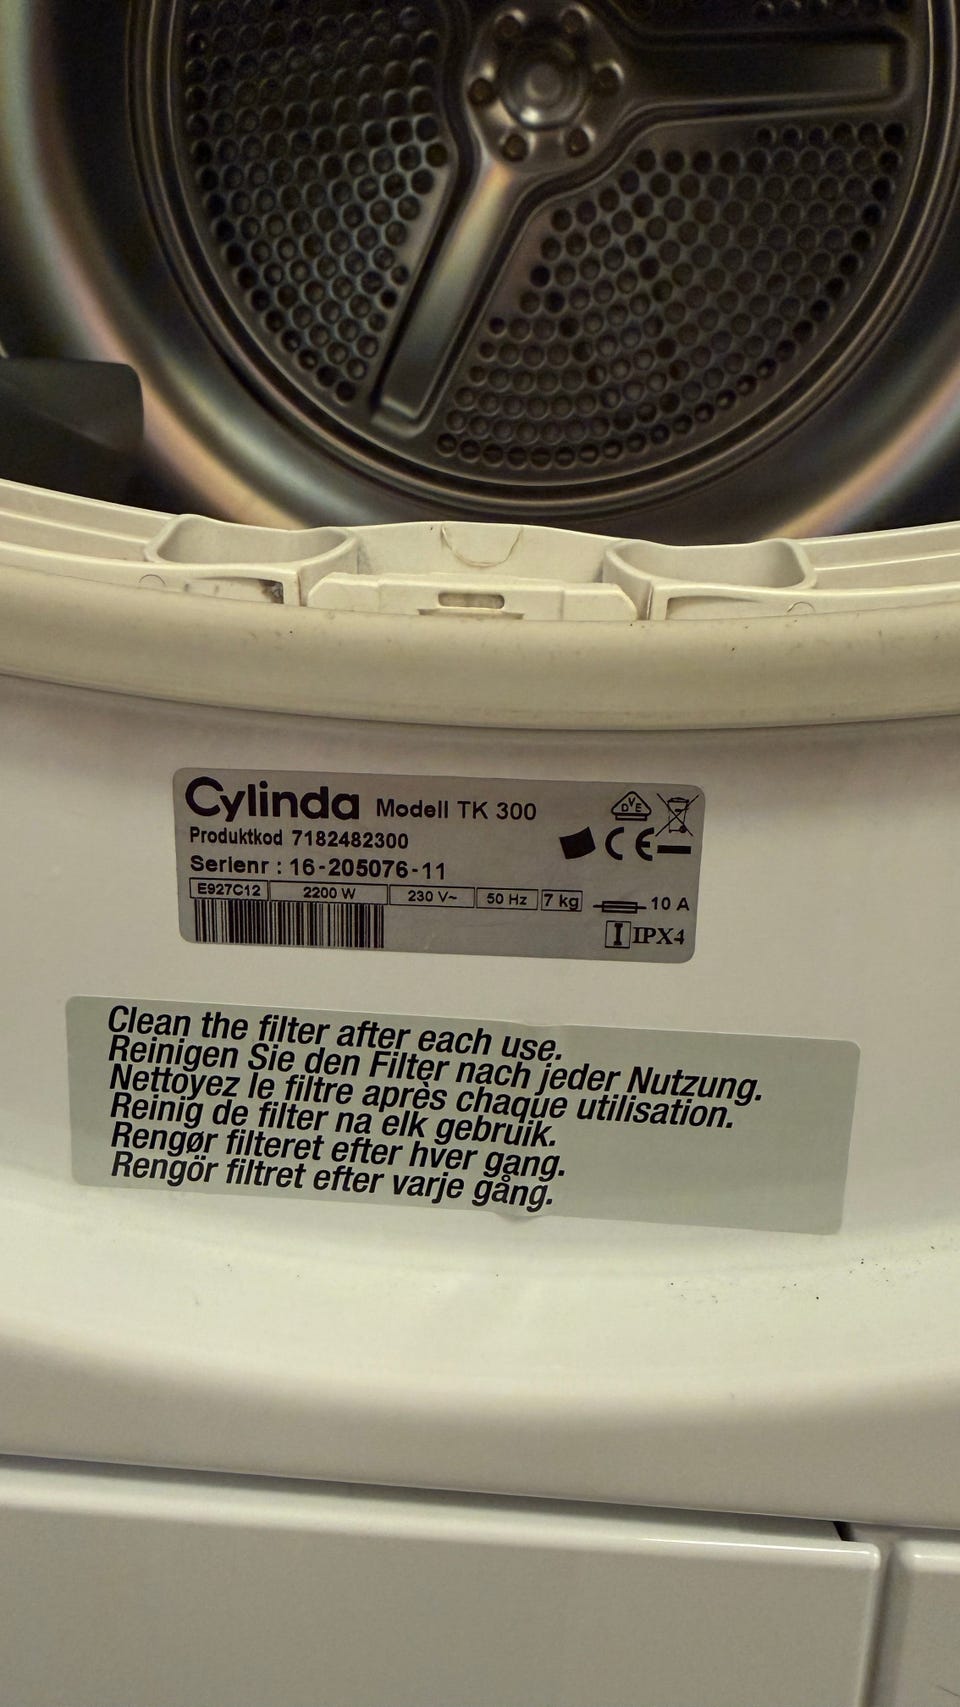 Cylinda Modell TK 300
DVE
Produktkod 7182482300
CE
Serienr : 16-205076-11
E927C12 2200 W 230 V~ 50 Hz 7 kg 10 A
I IPX4
Clean the filter after each use.
Reinigen Sie den Filter nach jeder Nutzung.
Nettoyez le filtre après chaque utilisation.
Reinig de filter na elk gebruik.
Rengør filteret efter hver gang.
Rengör filtret efter varje gång.